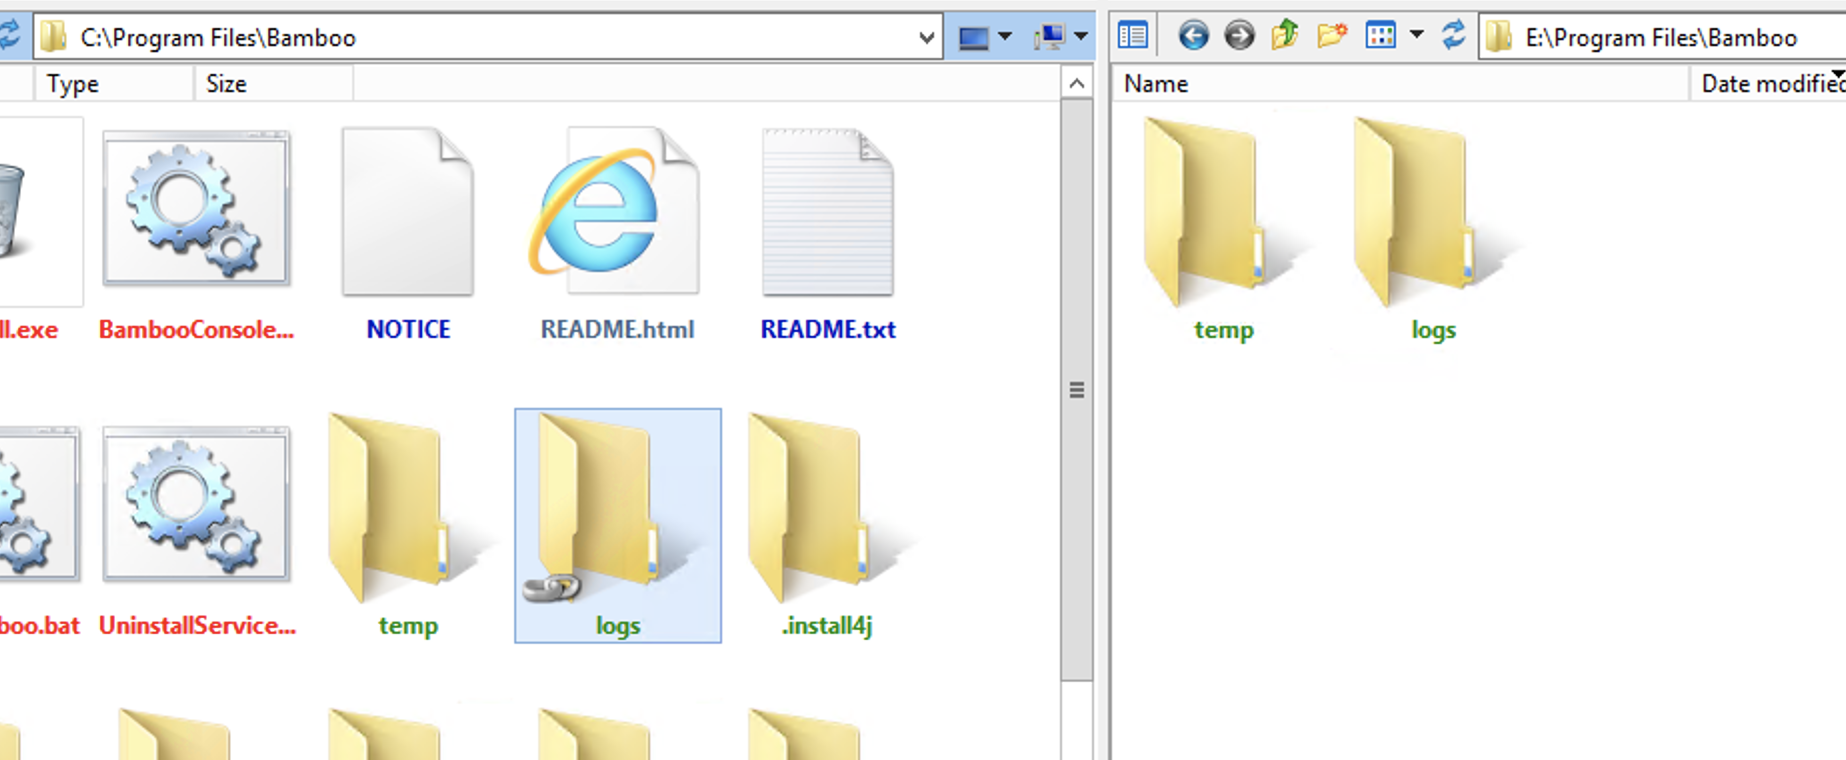 C:\Program Files\Bamboo
E:\Program Files\Bamboo
Type Size
Name Date modified
ll.exe BambooConsole... NOTICE README.html README.txt
temp logs
boo.bat UninstallService... temp logs .install4j